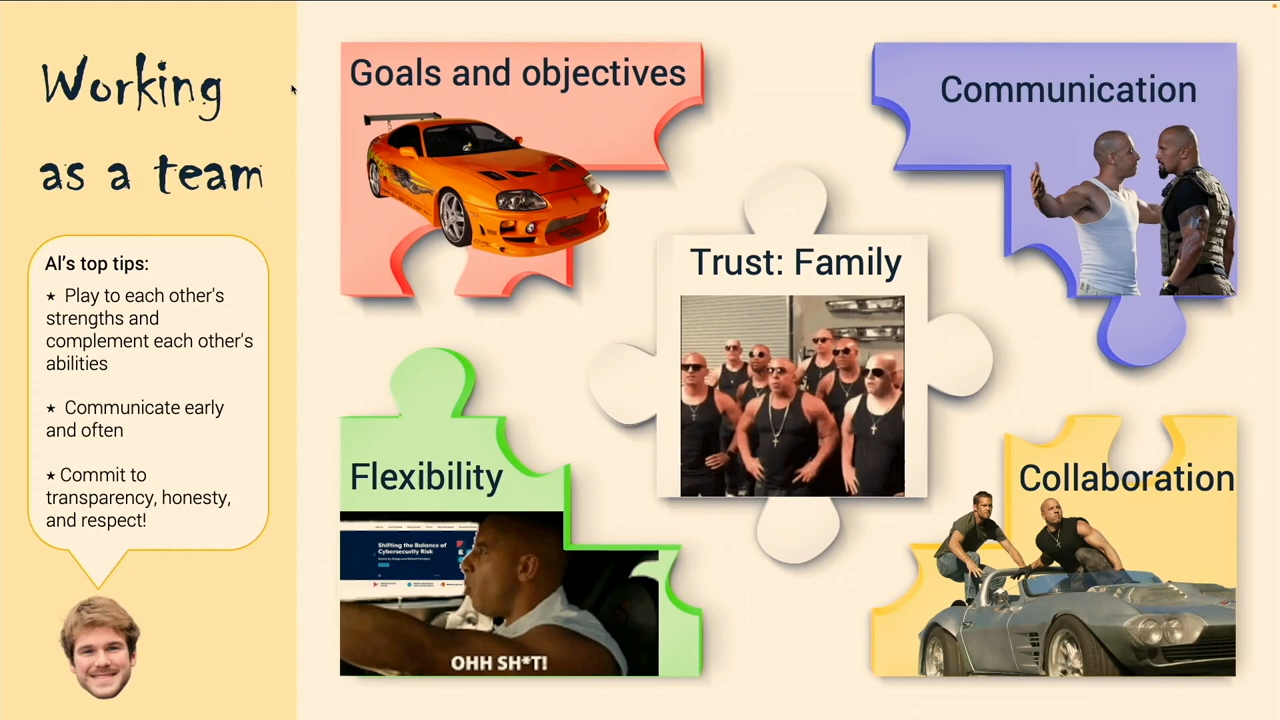 Working
as a team
Al's top tips:
★ Play to each other's
strengths and
complement each other's
abilities
★ Communicate early
and often
★ Commit to
transparency, honesty,
and respect!
Goals and objectives
Communication
Trust: Family
Flexibility
Shifting the Balance of
Cybersecurity Risk
OHH SH*T!
Collaboration